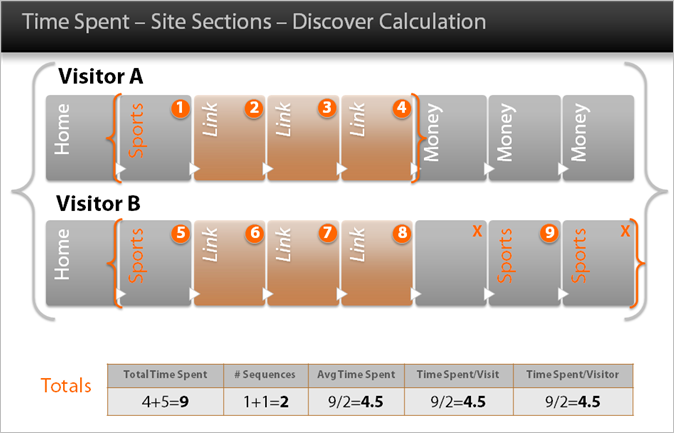 Time Spent – Site Sections – Discover Calculation
Visitor A
Home
Sports
1
Link
2
Link
3
Link
4
Money
Money
Money
Visitor B
Home
Sports
5
Link
6
Link
7
Link
8
X
Sports
9
Sports
X
Totals
Total Time Spent # Sequences Avg Time Spent Time Spent/Visit Time Spent/Visitor
4+5=9 1+1=2 9/2=4.5 9/2=4.5 9/2=4.5